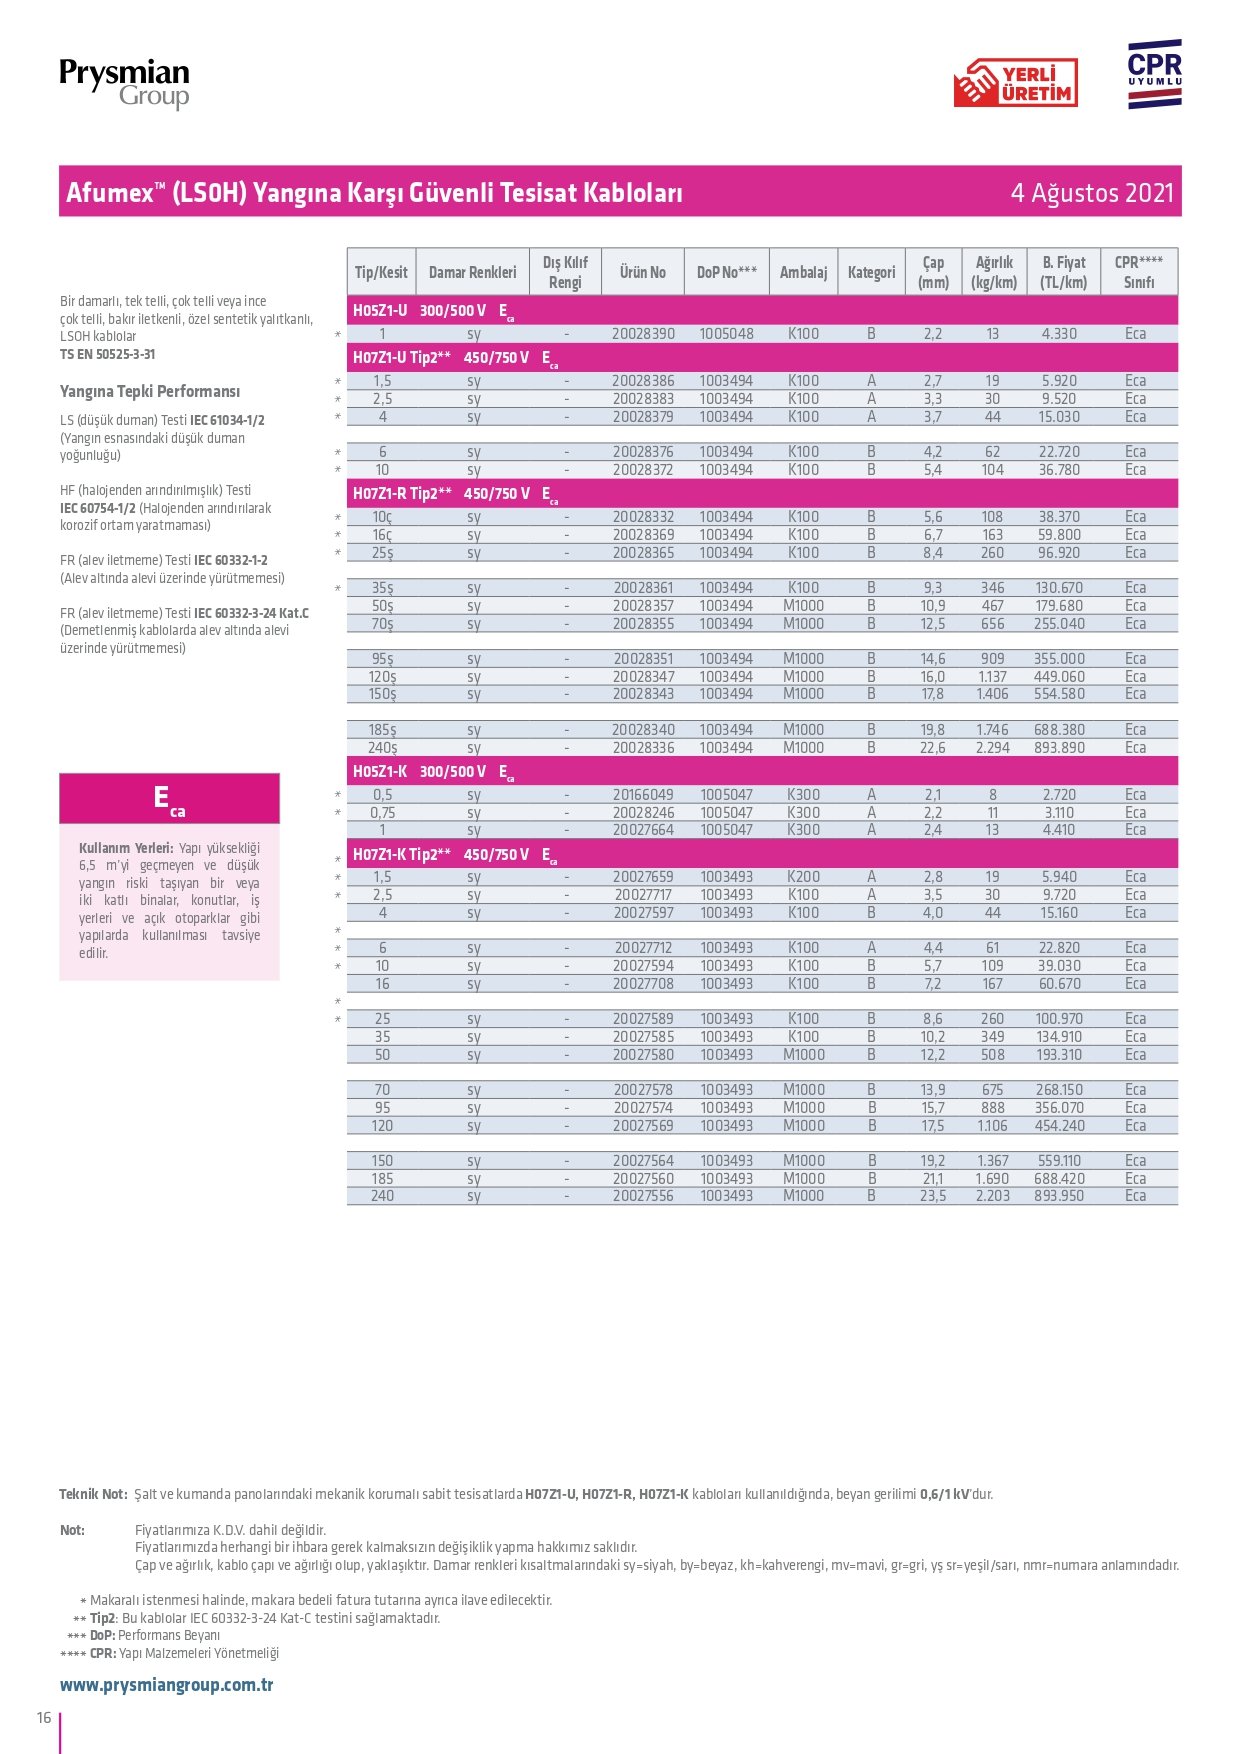 Prysmian
Group
YERLİ
ÜRETİM
CPR
UYUMLU
Afumex™ (LSOH) Yangına Karşı Güvenli Tesisat Kabloları 4 Ağustos 2021
Bir damarlı, tek telli, çok telli veya ince
çok telli, bakır iletkenli, özel sentetik yalıtkanlı,
LSOH kablolar
TS EN 50525-3-31
Yangına Tepki Performansı
LS (düşük duman) Testi IEC 61034-1/2
(Yangın esnasındaki düşük duman
yoğunluğu)
HF (halojenden arındırılmışlık) Testi
IEC 60754-1/2 (Halojenden arındırılarak
korozif ortam yaratmaması)
FR (alev iletmeme) Testi IEC 60332-1-2
(Alev altında alevi üzerinde yürütmemesi)
FR (alev iletmeme) Testi IEC 60332-3-24 Kat.C
(Demetlenmiş kablolarda alev altında alevi
üzerinde yürütmemesi)
Eca
Kullanım Yerleri: Yapı yüksekliği
6,5 m'yi geçmeyen ve düşük
yangın riski taşıyan bir veya
iki katlı binalar, konutlar, iş
yerleri ve açık otoparklar gibi
yapılarda kullanılması tavsiye
edilir.
Tip/Kesit Damar Renkleri Dış Kılıf Rengi Ürün No DoP No*** Ambalaj Kategori Çap (mm) Ağırlık (kg/km) B. Fiyat (TL/km) CPR**** Sınıfı
H05Z1-U 300/500 V Eca
* 1 sy - 20028390 1005048 K100 B 2,2 13 4.330 Eca
H07Z1-U Tip2** 450/750 V Eca
* 1,5 sy - 20028386 1003494 K100 A 2,7 19 5.920 Eca
* 2,5 sy - 20028383 1003494 K100 A 3,3 30 9.520 Eca
* 4 sy - 20028379 1003494 K100 A 3,7 44 15.030 Eca
* 6 sy - 20028376 1003494 K100 B 4,2 62 22.720 Eca
* 10 sy - 20028372 1003494 K100 B 5,4 104 36.780 Eca
H07Z1-R Tip2** 450/750 V Eca
* 10ç sy - 20028332 1003494 K100 B 5,6 108 38.370 Eca
* 16ç sy - 20028369 1003494 K100 B 6,7 163 59.800 Eca
* 25ş sy - 20028365 1003494 K100 B 8,4 260 96.920 Eca
* 35ş sy - 20028361 1003494 K100 B 9,3 346 130.670 Eca
50ş sy - 20028357 1003494 M1000 B 10,9 467 179.680 Eca
70ş sy - 20028355 1003494 M1000 B 12,5 656 255.040 Eca
95ş sy - 20028351 1003494 M1000 B 14,6 909 355.000 Eca
120ş sy - 20028347 1003494 M1000 B 16,0 1.137 449.060 Eca
150ş sy - 20028343 1003494 M1000 B 17,8 1.406 554.580 Eca
185ş sy - 20028340 1003494 M1000 B 19,8 1.746 688.380 Eca
240ş sy - 20028336 1003494 M1000 B 22,6 2.294 893.890 Eca
H05Z1-K 300/500 V Eca
* 0,5 sy - 20166049 1005047 K300 A 2,1 8 2.720 Eca
* 0,75 sy - 20028246 1005047 K300 A 2,2 11 3.110 Eca
1 sy - 20027664 1005047 K300 A 2,4 13 4.410 Eca
* H07Z1-K Tip2** 450/750 V Eca
* 1,5 sy - 20027659 1003493 K200 A 2,8 19 5.940 Eca
* 2,5 sy - 20027717 1003493 K100 A 3,5 30 9.720 Eca
4 sy - 20027597 1003493 K100 B 4,0 44 15.160 Eca
*
* 6 sy - 20027712 1003493 K100 A 4,4 61 22.820 Eca
* 10 sy - 20027594 1003493 K100 B 5,7 109 39.030 Eca
16 sy - 20027708 1003493 K100 B 7,2 167 60.670 Eca
*
* 25 sy - 20027589 1003493 K100 B 8,6 260 100.970 Eca
35 sy - 20027585 1003493 K100 B 10,2 349 134.910 Eca
50 sy - 20027580 1003493 M1000 B 12,2 508 193.310 Eca
70 sy - 20027578 1003493 M1000 B 13,9 675 268.150 Eca
95 sy - 20027574 1003493 M1000 B 15,7 888 356.070 Eca
120 sy - 20027569 1003493 M1000 B 17,5 1.106 454.240 Eca
150 sy - 20027564 1003493 M1000 B 19,2 1.367 559.110 Eca
185 sy - 20027560 1003493 M1000 B 21,1 1.690 688.420 Eca
240 sy - 20027556 1003493 M1000 B 23,5 2.203 893.950 Eca
Teknik Not: Şalt ve kumanda panolarındaki mekanik korumalı sabit tesisatlarda H07Z1-U, H07Z1-R, H07Z1-K kabloları kullanıldığında, beyan gerilimi 0,6/1 kV'dur.
Not: Fiyatlarımıza K.D.V. dahil değildir.
Fiyatlarımızda herhangi bir ihbara gerek kalmaksızın değişiklik yapma hakkımız saklıdır.
Çap ve ağırlık, kablo çapı ve ağırlığı olup, yaklaşıktır. Damar renkleri kısaltmalarındaki sy=siyah, by=beyaz, kh=kahverengi, mv=mavi, gr=gri, yş sr=yeşil/sarı, nmr=numara anlamındadır.
* Makaralı istenmesi halinde, makara bedeli fatura tutarına ayrıca ilave edilecektir.
** Tip2: Bu kablolar IEC 60332-3-24 Kat-C testini sağlamaktadır.
*** DoP: Performans Beyanı
**** CPR: Yapı Malzemeleri Yönetmeliği
www.prysmiangroup.com.tr
16